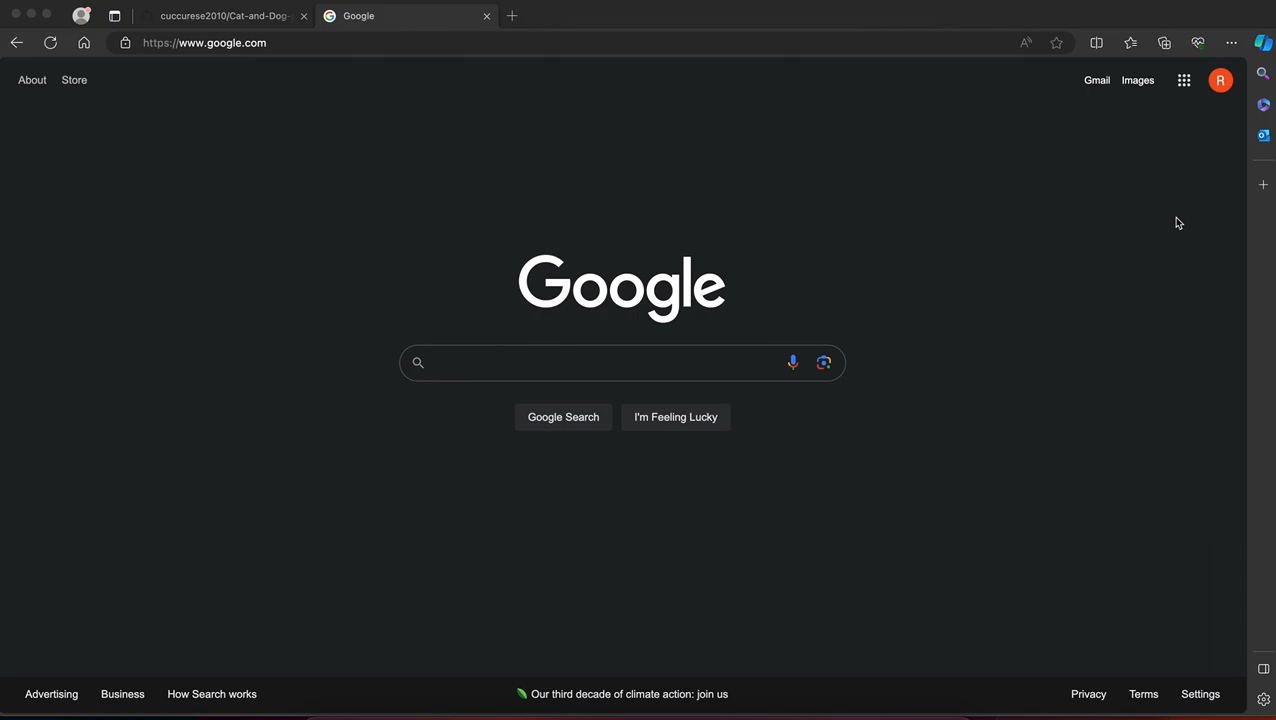 cuccurese2010/Cat-and-Dog-
Google
https://www.google.com
About
Store
Gmail
Images
R
Google
Google Search
I'm Feeling Lucky
Advertising
Business
How Search works
Our third decade of climate action: join us
Privacy
Terms
Settings